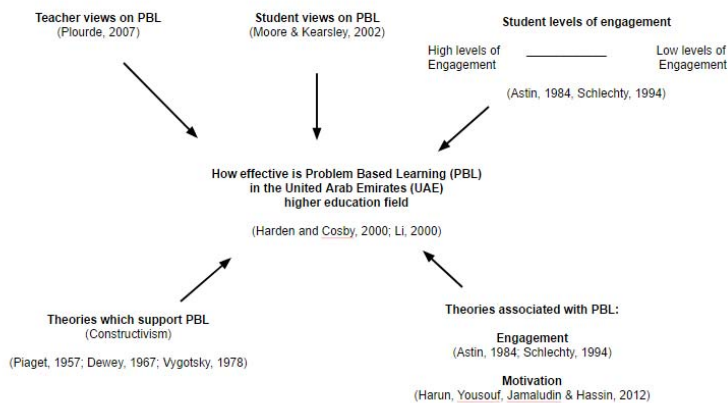 Teacher views on PBL
(Plourde, 2007)
Student views on PBL
(Moore & Kearsley, 2002)
Student levels of engagement
High levels of
Engagement
Low levels of
Engagement
(Astin, 1984, Schlechty, 1994)
How effective is Problem Based Learning (PBL)
in the United Arab Emirates (UAE)
higher education field
(Harden and Cosby, 2000; Li, 2000)
Theories which support PBL
(Constructivism)
(Piaget, 1957; Dewey, 1967; Vygotsky, 1978)
Theories associated with PBL:
Engagement
(Astin, 1984; Schlechty, 1994)
Motivation
(Harun, Yousouf, Jamaludin & Hassin, 2012)